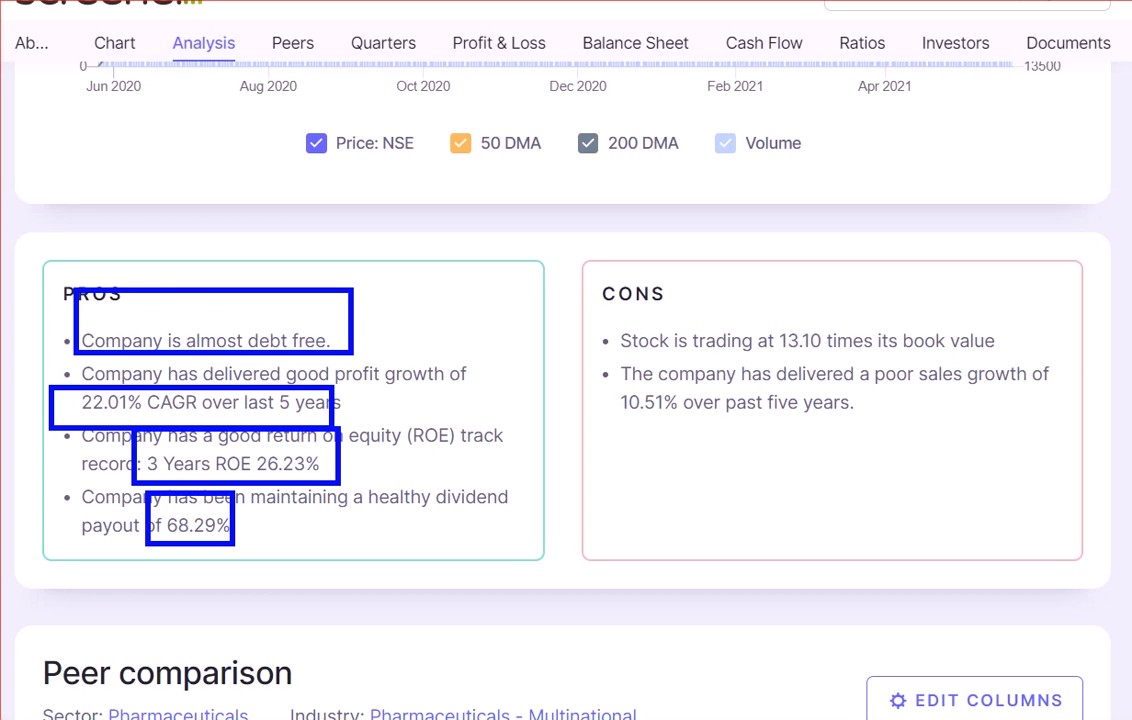 Ab...
Chart
Analysis
Peers
Quarters
Profit & Loss
Balance Sheet
Cash Flow
Ratios
Investors
Documents
0
13500
Jun 2020
Aug 2020
Oct 2020
Dec 2020
Feb 2021
Apr 2021
Price: NSE
50 DMA
200 DMA
Volume
PROS
Company is almost debt free.
Company has delivered good profit growth of
22.01% CAGR over last 5 years
Company has a good return on equity (ROE) track
record: 3 Years ROE 26.23%
Company has been maintaining a healthy dividend
payout of 68.29%
CONS
Stock is trading at 13.10 times its book value
The company has delivered a poor sales growth of
10.51% over past five years.
Peer comparison
Sector: Pharmaceuticals
Industry: Pharmaceuticals - Multinational
EDIT COLUMNS